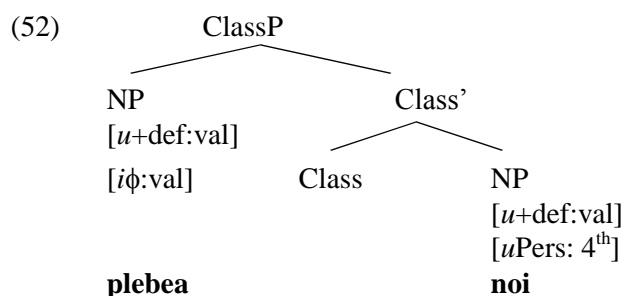 (52) ClassP
NP Class’
[u+def:val]
[iϕ:val] Class NP
[u+def:val]
[uPers: 4th]
plebea noi